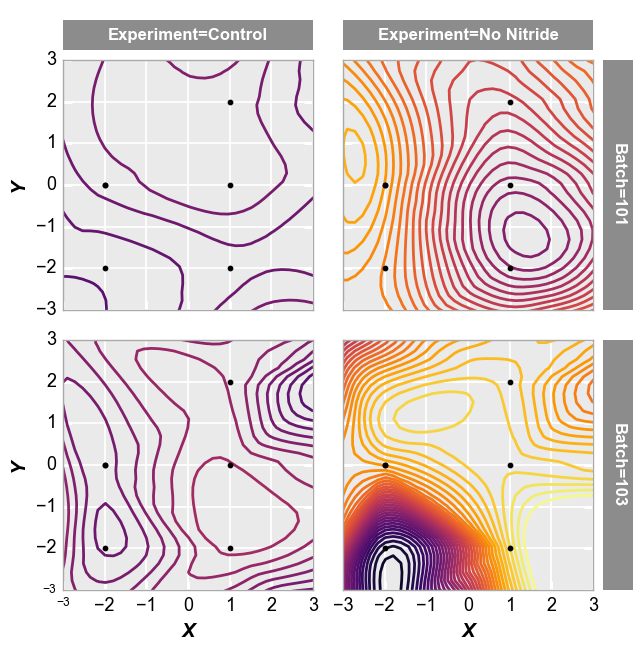 Experiment=Control Experiment=No Nitride
3
2
1
0
−1
−2
−3
Y
Batch=101
3
2
1
0
−1
−2
−3
Y
Batch=103
−3 −2 −1 0 1 2 3 −3 −2 −1 0 1 2 3
X X